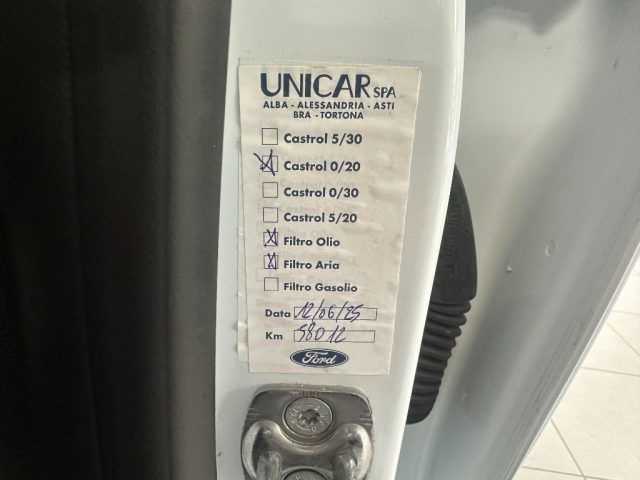 UNICAR SPA
ALBA - ALESSANDRIA - ASTI
BRA - TORTONA
Castrol 5/30
Castrol 0/20
Castrol 0/30
Castrol 5/20
Filtro Olio
Filtro Aria
Filtro Gasolio
Data 12/06/25
Km 58012
Ford